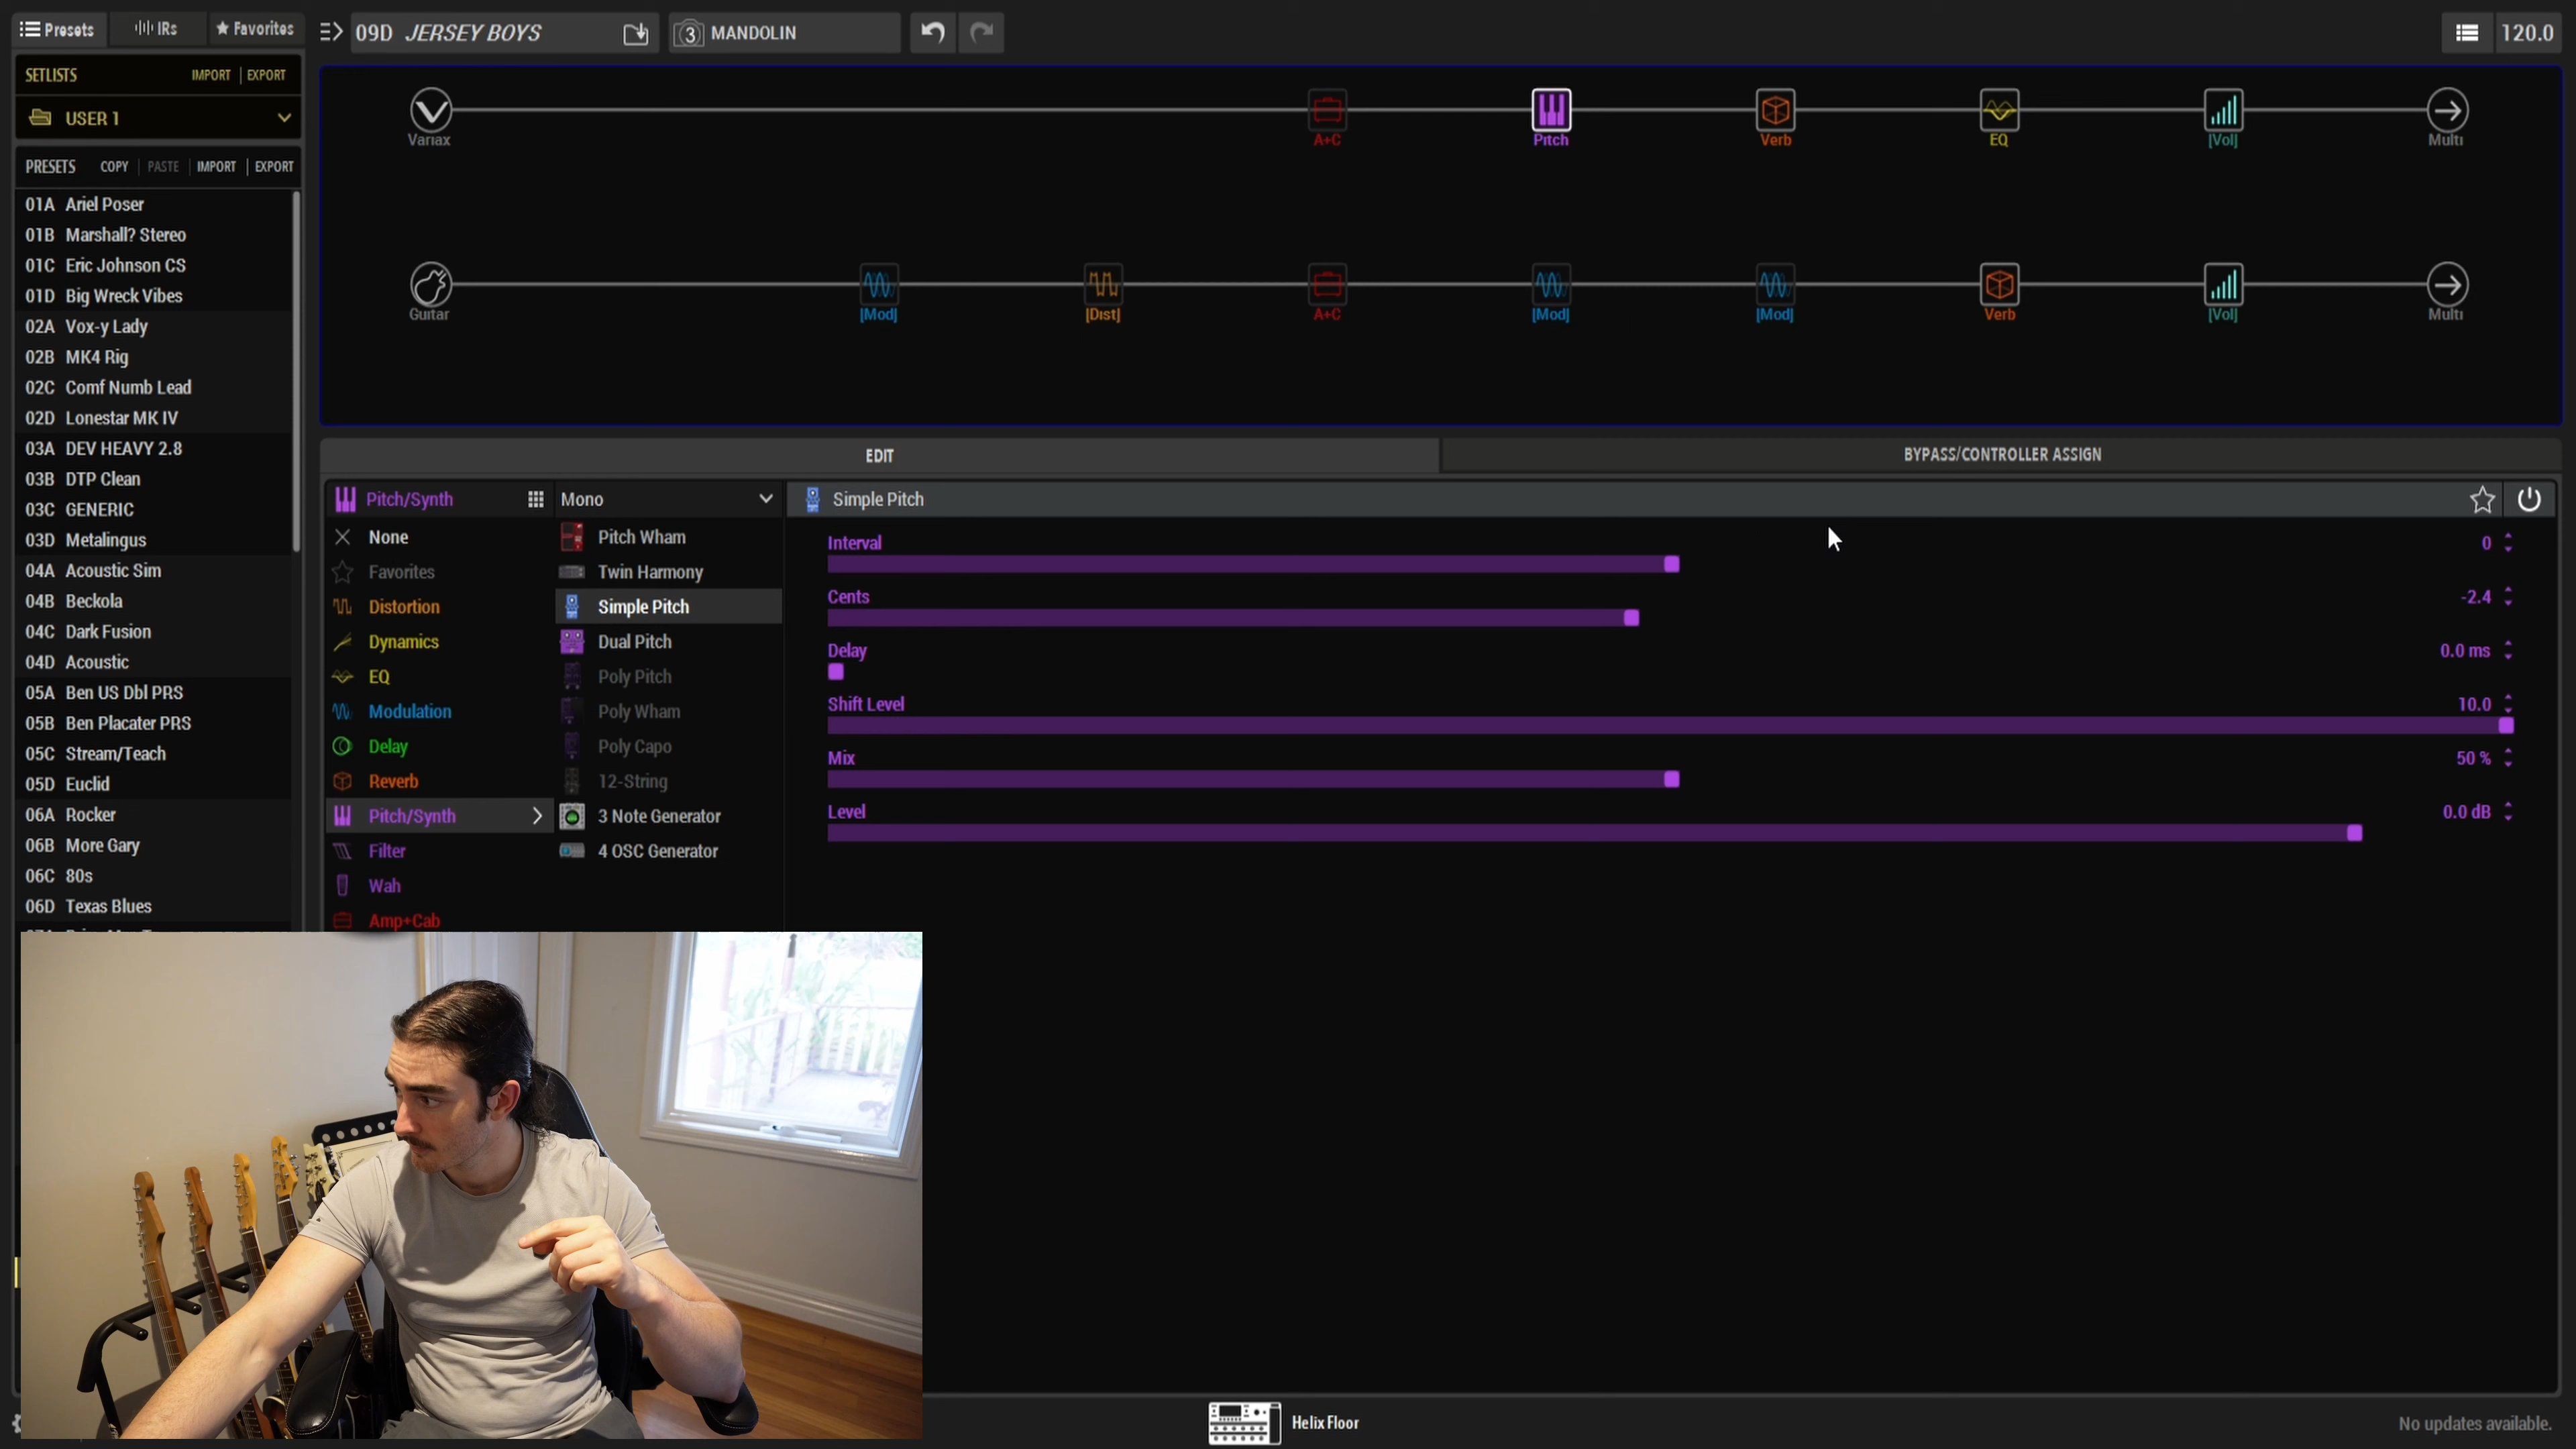 Presets
IRs
Favorites
09D JERSEY BOYS
3 MANDOLIN
120.0
SETLISTS
IMPORT | EXPORT
USER 1
PRESETS
COPY | PASTE | IMPORT | EXPORT
01A Ariel Poser
01B Marshall? Stereo
01C Eric Johnson CS
01D Big Wreck Vibes
02A Vox-y Lady
02B MK4 Rig
02C Comf Numb Lead
02D Lonestar MK IV
03A DEV HEAVY 2.8
03B DTP Clean
03C GENERIC
03D Metalingus
04A Acoustic Sim
04B Beckola
04C Dark Fusion
04D Acoustic
05A Ben US Dbl PRS
05B Ben Placater PRS
05C Stream/Teach
05D Euclid
06A Rocker
06B More Gary
06C 80s
06D Texas Blues
Variax
A+C
Pitch
Verb
EQ
[Vol]
Multi
Guitar
[Mod]
[Dist]
A+C
[Mod]
[Mod]
Verb
[Vol]
Multi
EDIT
BYPASS/CONTROLLER ASSIGN
Pitch/Synth
Mono
Simple Pitch
None
Favorites
Distortion
Dynamics
EQ
Modulation
Delay
Reverb
Pitch/Synth
Filter
Wah
Amp+Cab
Pitch Wham
Twin Harmony
Simple Pitch
Dual Pitch
Poly Pitch
Poly Wham
Poly Capo
12-String
3 Note Generator
4 OSC Generator
Interval 0
Cents -2.4
Delay 0.0 ms
Shift Level 10.0
Mix 50 %
Level 0.0 dB
Helix Floor
No updates available.